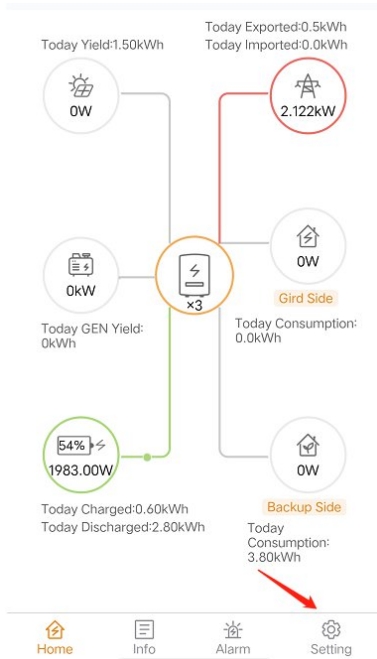 Today Exported:0.5kWh
Today Yield:1.50kWh
Today Imported:0.0kWh
0W
2.122kW
0kW
×3
0W
Gird Side
Today GEN Yield:
0kWh
Today Consumption:
0.0kWh
54%
1983.00W
0W
Today Charged:0.60kWh
Today Discharged:2.80kWh
Backup Side
Today
Consumption:
3.80kWh
Home
Info
Alarm
Setting